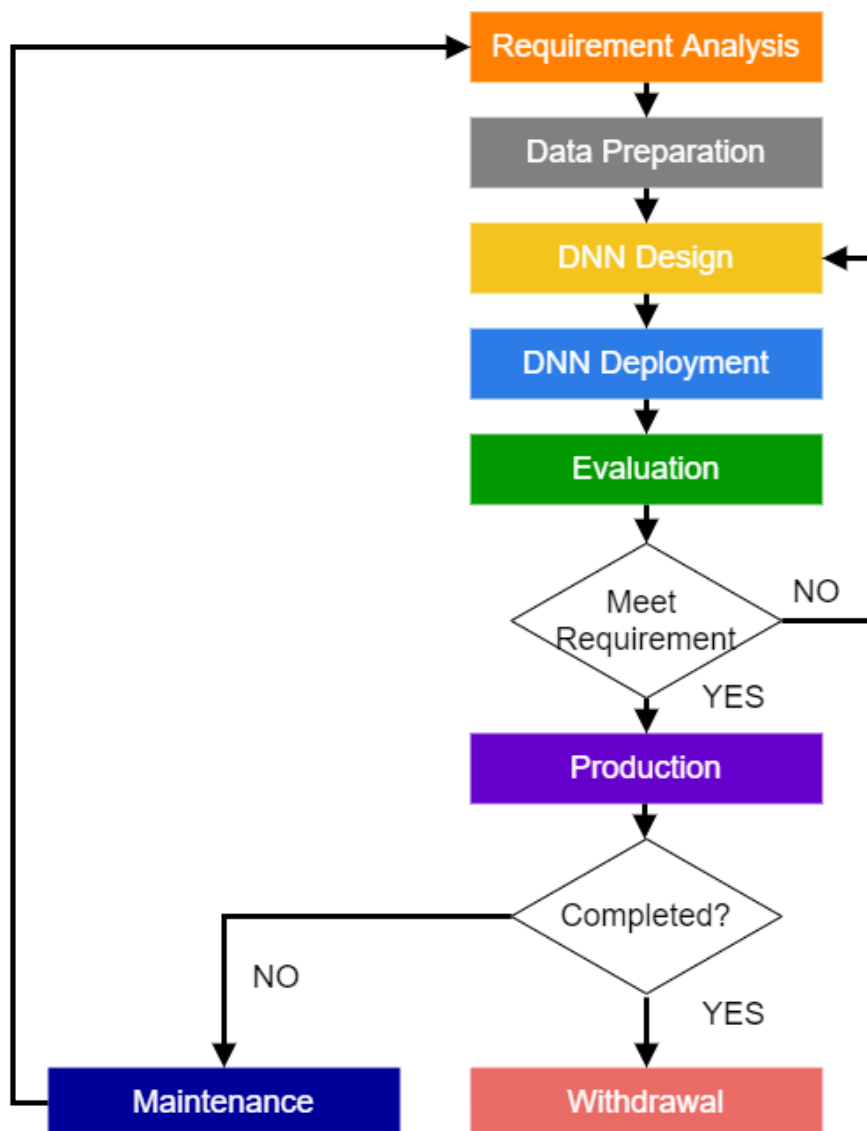 Requirement Analysis
Data Preparation
DNN Design
DNN Deployment
Evaluation
Meet
Requirement
NO
YES
Production
Completed?
NO
YES
Maintenance
Withdrawal